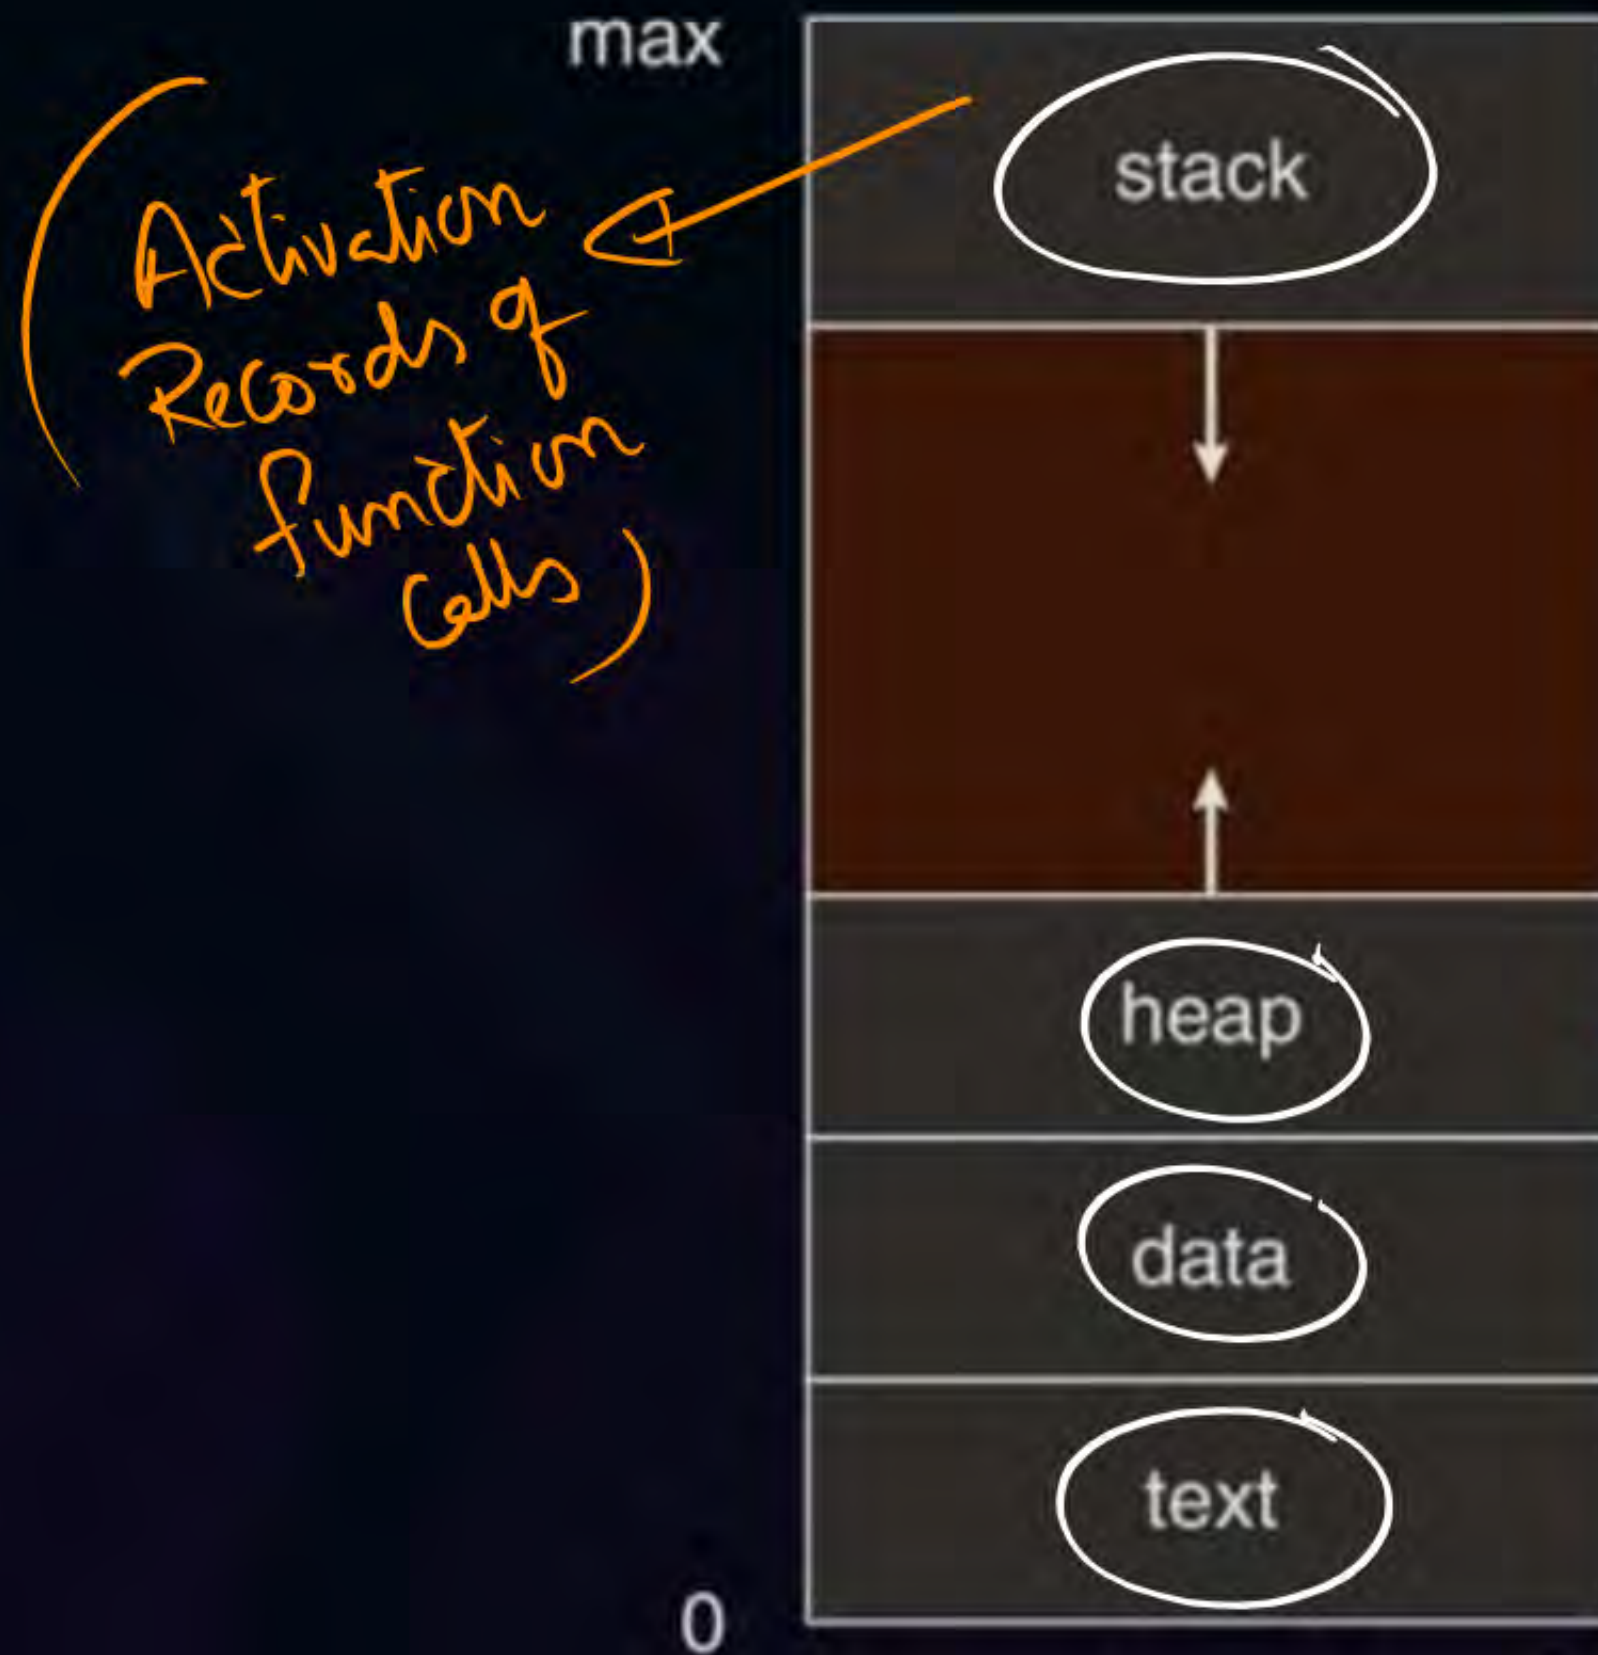 max
stack
(Activation
Records of
function
Calls)
heap
data
text
0